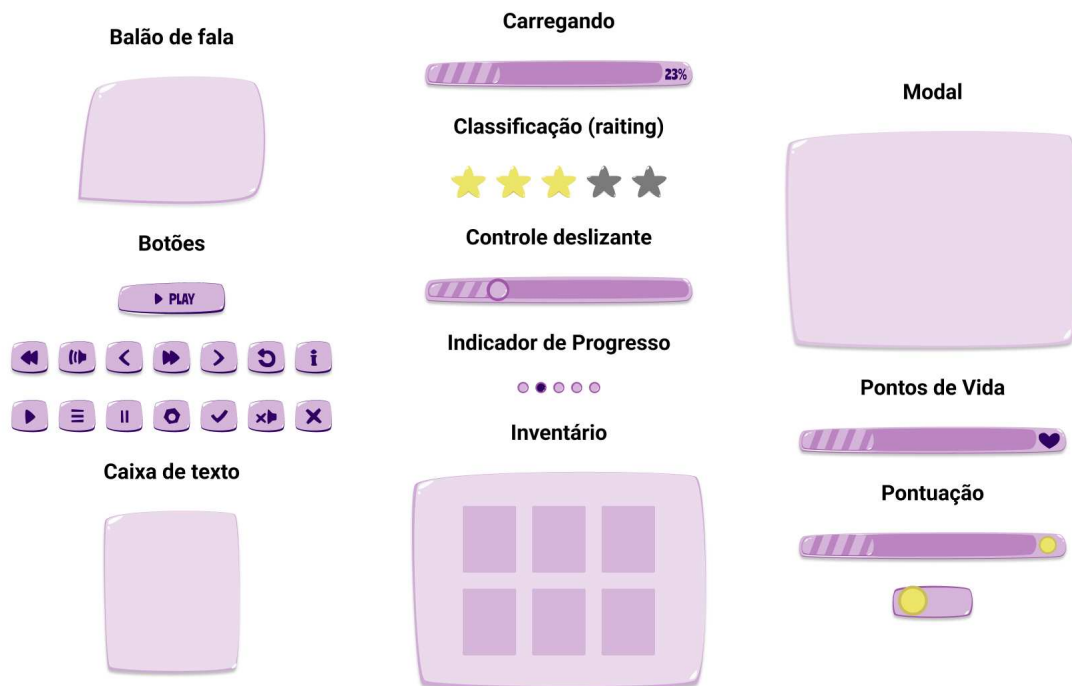 Balão de fala
Botões
PLAY
Caixa de texto
Carregando
23%
Classificação (raiting)
Controle deslizante
Indicador de Progresso
Inventário
Modal
Pontos de Vida
Pontuação